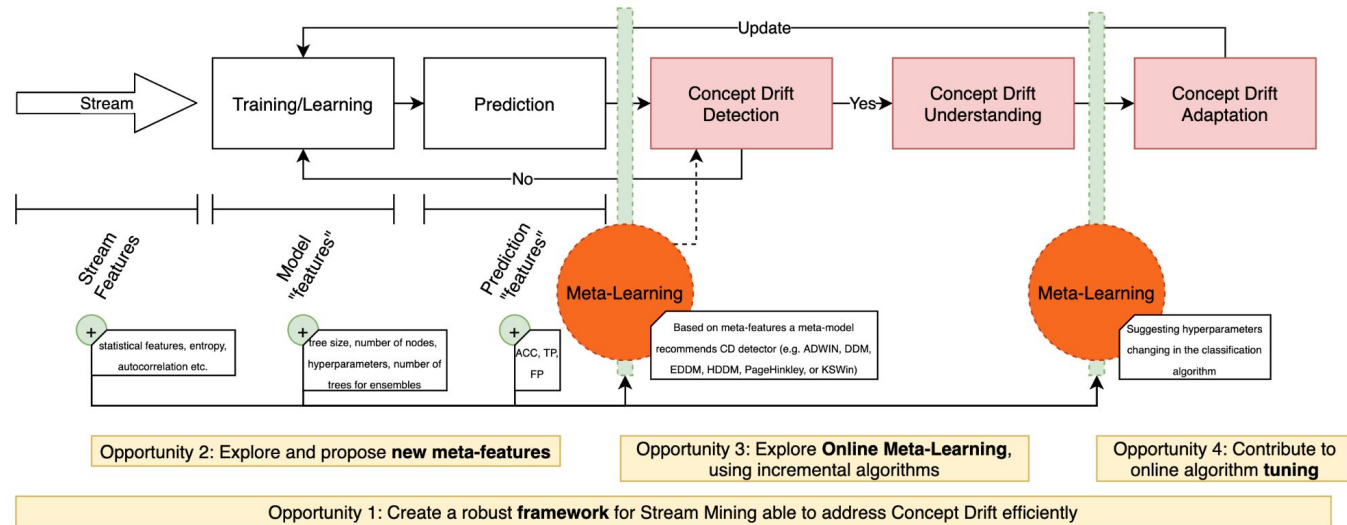 Update
Stream
Training/Learning
Prediction
Concept Drift
Detection
Yes
Concept Drift
Understanding
Concept Drift
Adaptation
No
Stream
Features
Model
"features"
Prediction
"features"
Meta-Learning
Meta-Learning
+
statistical features, entropy,
autocorrelation etc.
+
tree size, number of nodes,
hyperparameters, number of
trees for ensembles
+
ACC, TP,
FP
Based on meta-features a meta-model
recommends CD detector (e.g. ADWIN, DDM,
EDDM, HDDM, PageHinkley, or KSWin)
Suggesting hyperparameters
changing in the classification
algorithm
Opportunity 2: Explore and propose new meta-features
Opportunity 3: Explore Online Meta-Learning,
using incremental algorithms
Opportunity 4: Contribute to
online algorithm tuning
Opportunity 1: Create a robust framework for Stream Mining able to address Concept Drift efficiently